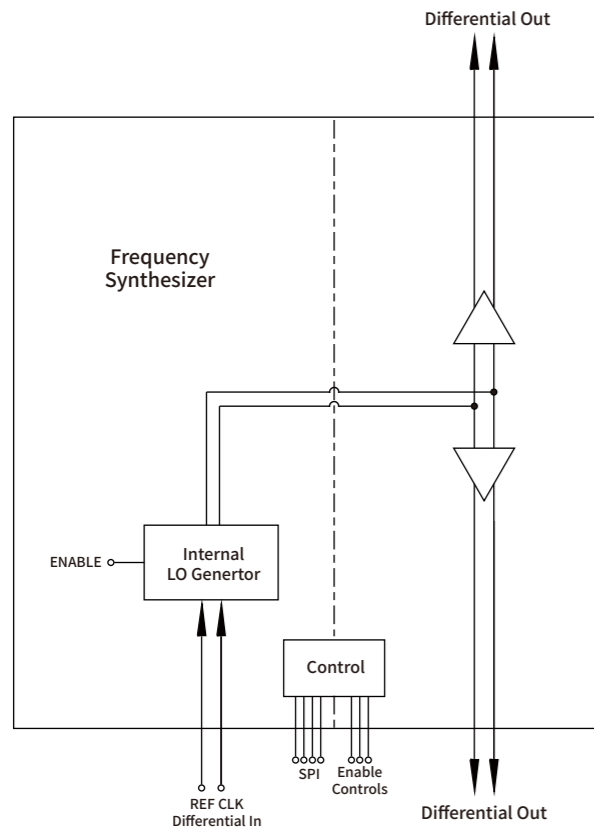 Differential Out
Frequency
Synthesizer
ENABLE
Internal
LO Genertor
Control
SPI
Enable
Controls
REF CLK
Differential In
Differential Out